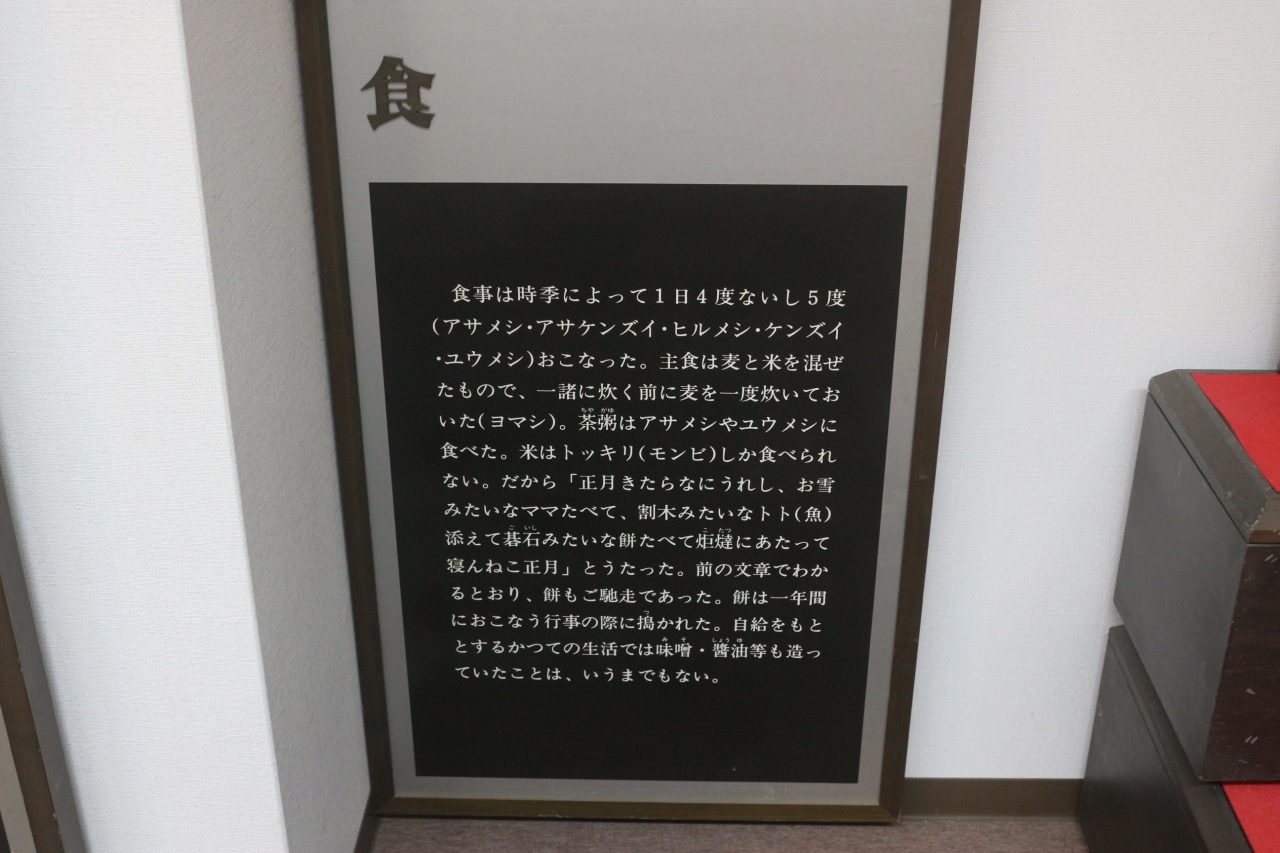 食
食事は時季によって1日4度ないし5度
(アサメシ・アサケンズイ・ヒルメシ・ケンズイ
・ユウメシ)おこなった。主食は麦と米を混ぜ
たもので、一諸に炊く前に麦を一度炊いてお
いた(ヨマシ)。茶粥はアサメシやユウメシに
食べた。米はトッキリ(モンビ)しか食べられ
ない。だから「正月きたらなにうれし、お雪
みたいなママたべて、割木みたいなトト(魚)
添えて碁石みたいな餅たべて炬燵にあたって
寝んねこ正月」とうたった。前の文章でわか
るとおり、餅もご馳走であった。餅は一年間
におこなう行事の際に搗かれた。自給をもと
とするかつての生活では味噌・醬油等も造っ
ていたことは、いうまでもない。